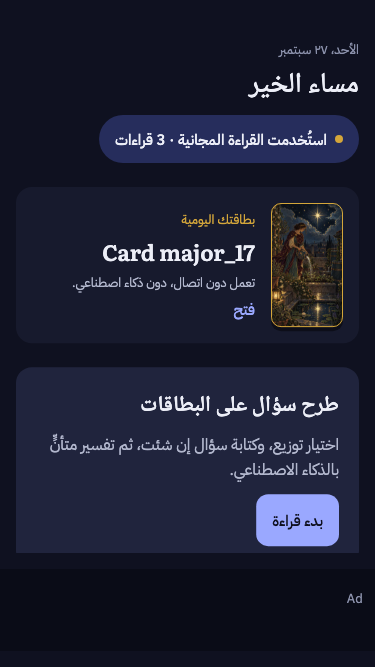 الأحد، ٢٧ سبتمبر
مساء الخير
استُخدمت القراءة المجانية · 3 قراءات
بطاقتك اليومية
Card major_17
تعمل دون اتصال، دون ذكاء اصطناعي.
فتح
طرح سؤال على البطاقات
اختيار توزيع، وكتابة سؤال إن شئت، ثم تفسير متأنٍّ
بالذكاء الاصطناعي.
بدء قراءة
Ad